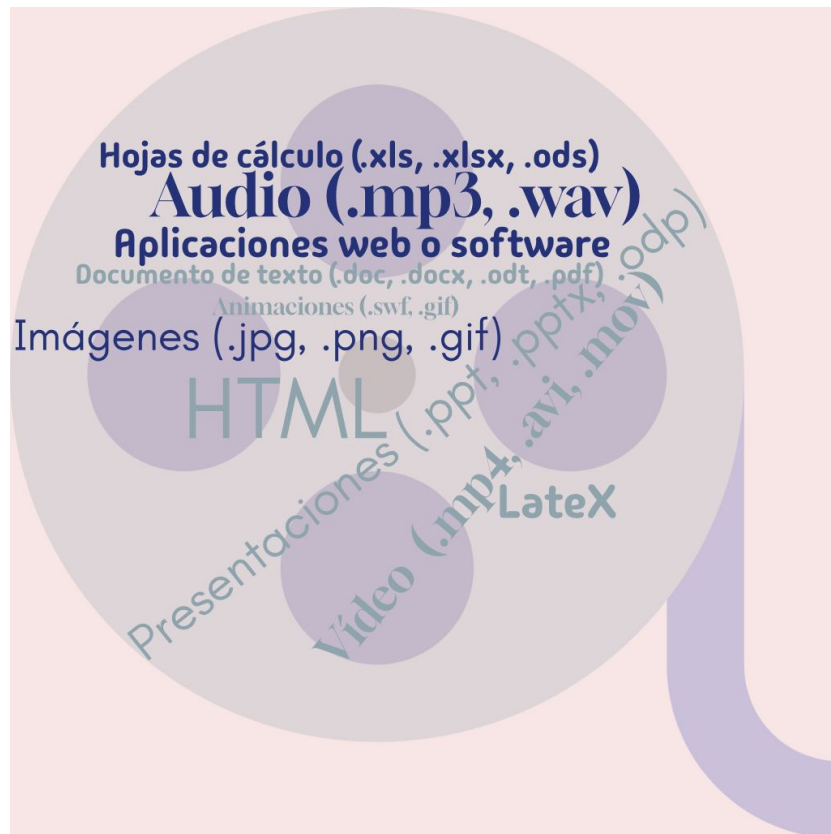 Hojas de cálculo (.xls, .xlsx, .ods)
Audio (.mp3, .wav)
Aplicaciones web o software
Documento de texto (.doc, .docx, .odt, .pdf)
Animaciones (.swf, .gif)
Imágenes (.jpg, .png, .gif)
HTML
Presentaciones (.ppt, .pptx, .odp)
Vídeo (.mp4, .avi, .mov)
LateX